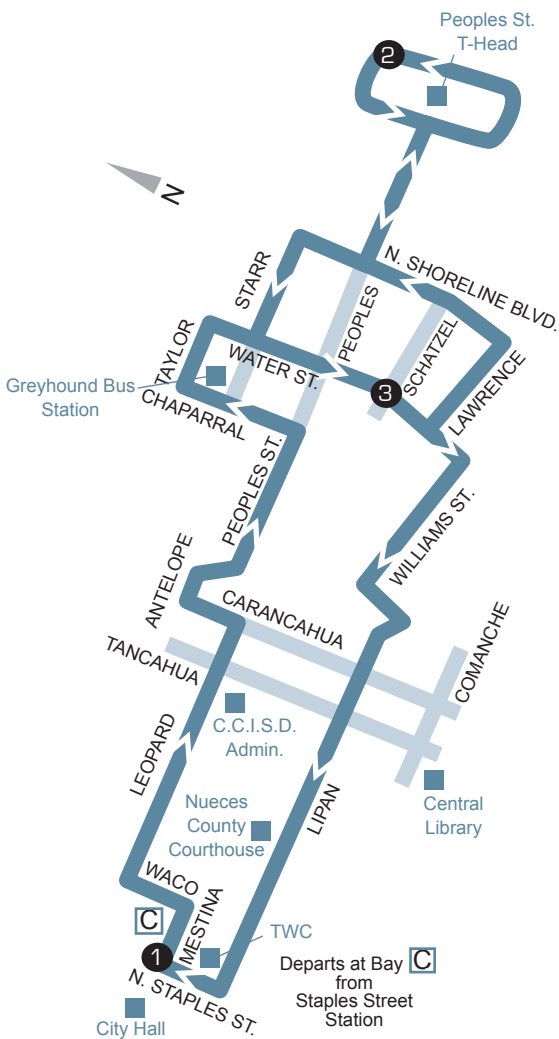 Peoples St.
T-Head
2
N
N. SHORELINE BLVD.
STARR
PEOPLES
SCHATZEL
LAWRENCE
TAYLOR
WATER ST.
3
Greyhound Bus
Station
CHAPARRAL
PEOPLES ST.
WILLIAMS ST.
ANTELOPE
CARANCAHUA
COMANCHE
TANCAHUA
C.C.I.S.D.
Admin.
LEOPARD
LIPAN
Central
Library
Nueces
County
Courthouse
WACO
C
MESTINA
1
TWC
N. STAPLES ST.
City Hall
Departs at Bay C
from
Staples Street
Station